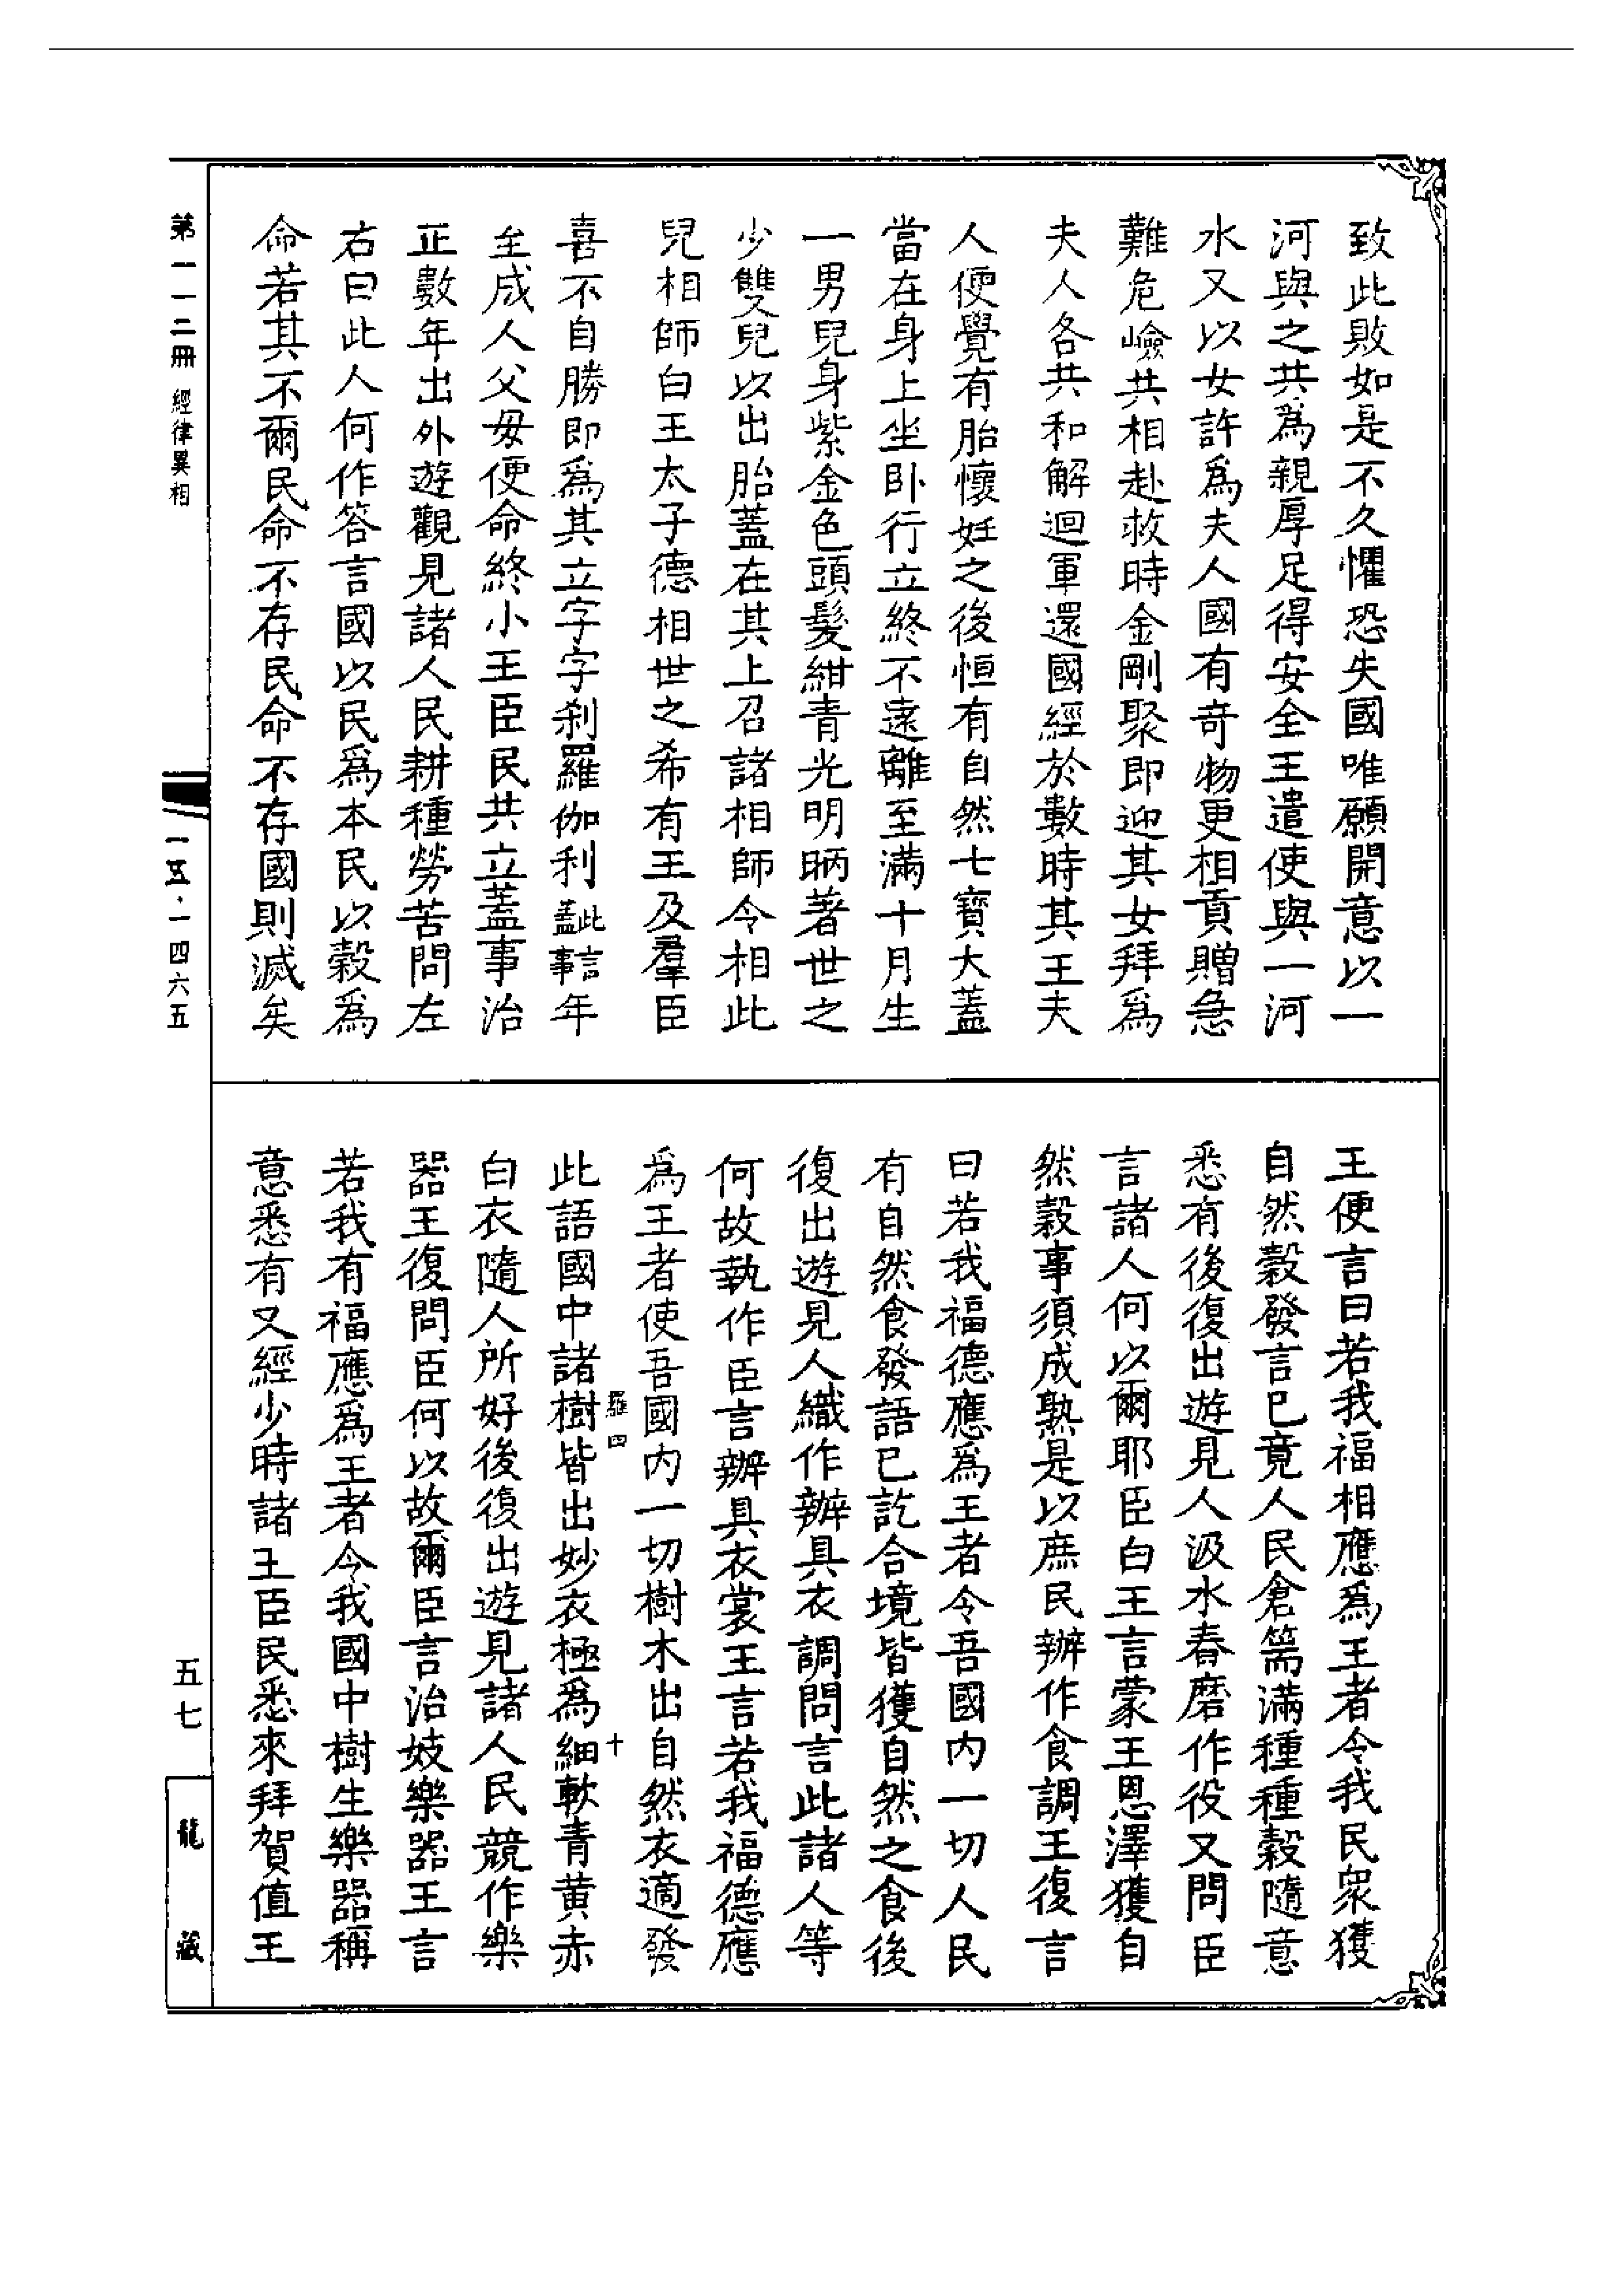 致此敗如是不久懼恐失國唯願開意以一
河與之共為親厚足得安全王遣使與一河
水又以女許爲夫人國有奇物更相貢贈急
難危嶮共相赴救時金剛聚即迎其女拜爲
夫人各共和解迴軍還國經於數時其王夫
人便覺有胎懷妊之後恒有自然七寶大蓋
當在身上坐卧行立終不遠離至滿十月生
一男兒身紫金色頭髮紺青光明昞著世之
少雙兒以出胎蓋在其上召諸相師令相此
兒相師白王太子德相世之希有王及羣臣
喜不自勝即爲其立字字刹羅伽利此言蓋事年
至成人父母便命終小王臣民共立蓋事治
正數年出外遊觀見諸人民耕種勞苦問左
右曰此人何作答言國以民爲本民以穀爲
命若其不爾民命不存民命不存國則滅矣
王便言曰若我福相應爲王者令我民衆獲
自然穀發言已竟人民倉篅滿種種穀隨意
悉有後復出遊見人汲水舂磨作役又問臣
言諸人何以爾耶臣白王言蒙王恩澤獲自
然穀事須成熟是以庶民辦作食調王復言
曰若我福德應爲王者令吾國内一切人民
有自然食發語已訖合境皆獲自然之食後
復出遊見人織作辦具衣調問言此諸人等
何故執作臣言辦具衣裳王言若我福德應
爲王者使吾國内一切樹木出自然衣適發
此語國中諸樹皆出妙衣極爲細軟青黄赤
羅四 十
白衣隨人所好後復出遊見諸人民競作樂
器王復問臣何以故爾臣言治妓樂器王言
若我有福應爲王者令我國中樹生樂器稱
意悉有又經少時諸王臣民悉來拜賀值王
第一一二冊 經律異相
一五·一四六五
五七
龍藏